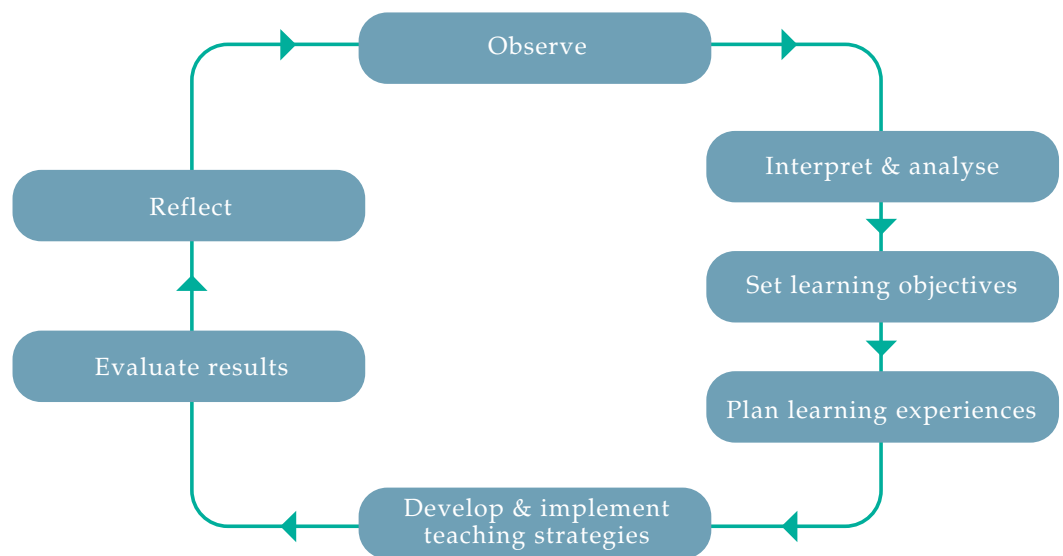 Observe
Interpret & analyse
Set learning objectives
Plan learning experiences
Develop & implement
teaching strategies
Evaluate results
Reflect